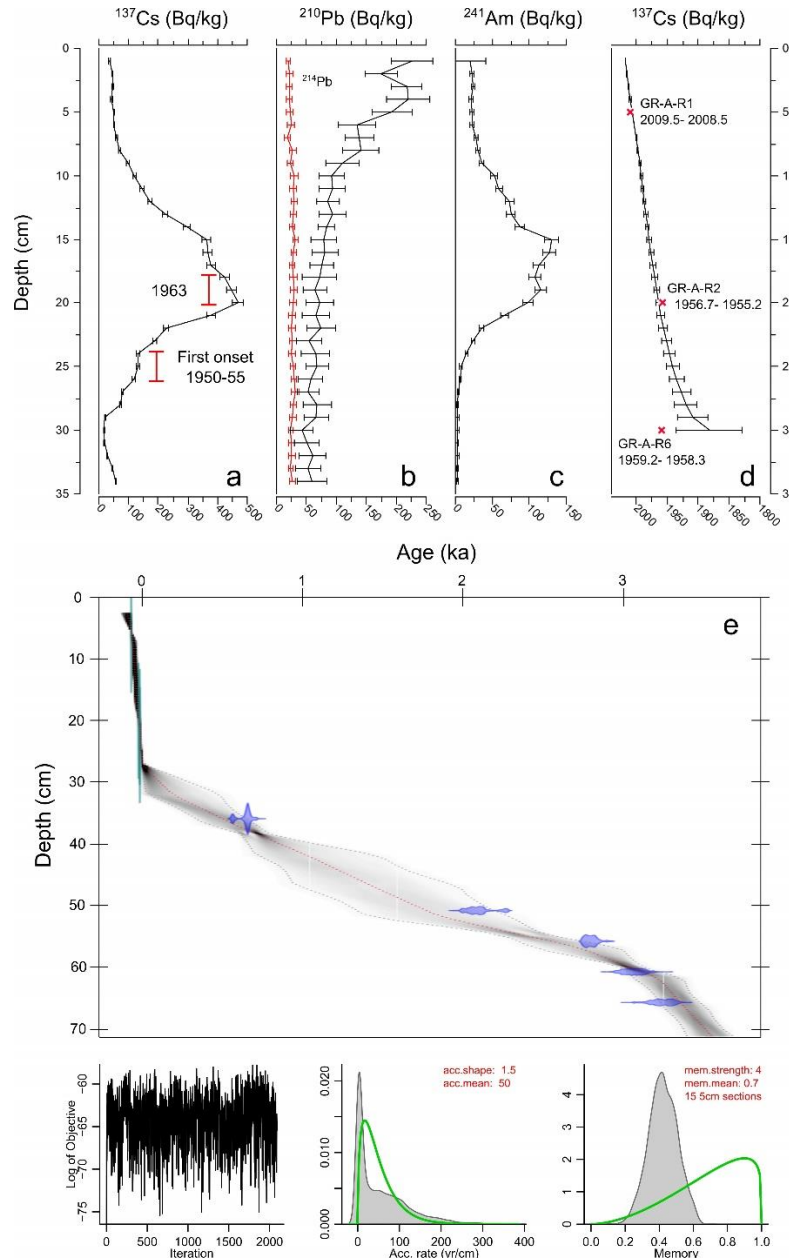 ¹³⁷Cs (Bq/kg) ²¹⁰Pb (Bq/kg) ²⁴¹Am (Bq/kg) ¹³⁷Cs (Bq/kg)
0
5
10
15
20
25
30
35
Depth (cm)
1963
First onset
1950-55
a
0 50 100 150 200 250 300 350 400 450 500
²¹⁴Pb
b
0 50 100 150 200 250
c
0 50 100 150
GR-A-R1
2009.5- 2008.5
GR-A-R2
1956.7- 1955.2
GR-A-R6
1959.2- 1958.3
d
2000 1950 1900 1850 1800
Age (ka)
0 1 2 3
e
0
10
20
30
40
50
60
70
Depth (cm)
Log of Objective
−60
−65
−70
−75
0 500 1000 1500 2000
Iteration
acc.shape: 1.5
acc.mean: 50
0.020
0.010
0.000
0 100 200 300 400
Acc. rate (yr/cm)
mem.strength: 4
mem.mean: 0.7
15 5cm sections
4
3
2
1
0
0.0 0.2 0.4 0.6 0.8 1.0
Memory